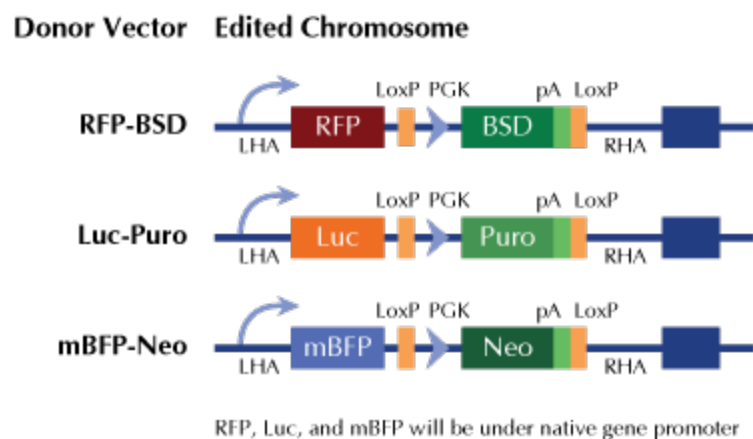 Donor Vector Edited Chromosome
LoxP PGK pA LoxP
RFP-BSD RFP BSD
LHA RHA
LoxP PGK pA LoxP
Luc-Puro Luc Puro
LHA RHA
LoxP PGK pA LoxP
mBFP-Neo mBFP Neo
LHA RHA
RFP, Luc, and mBFP will be under native gene promoter